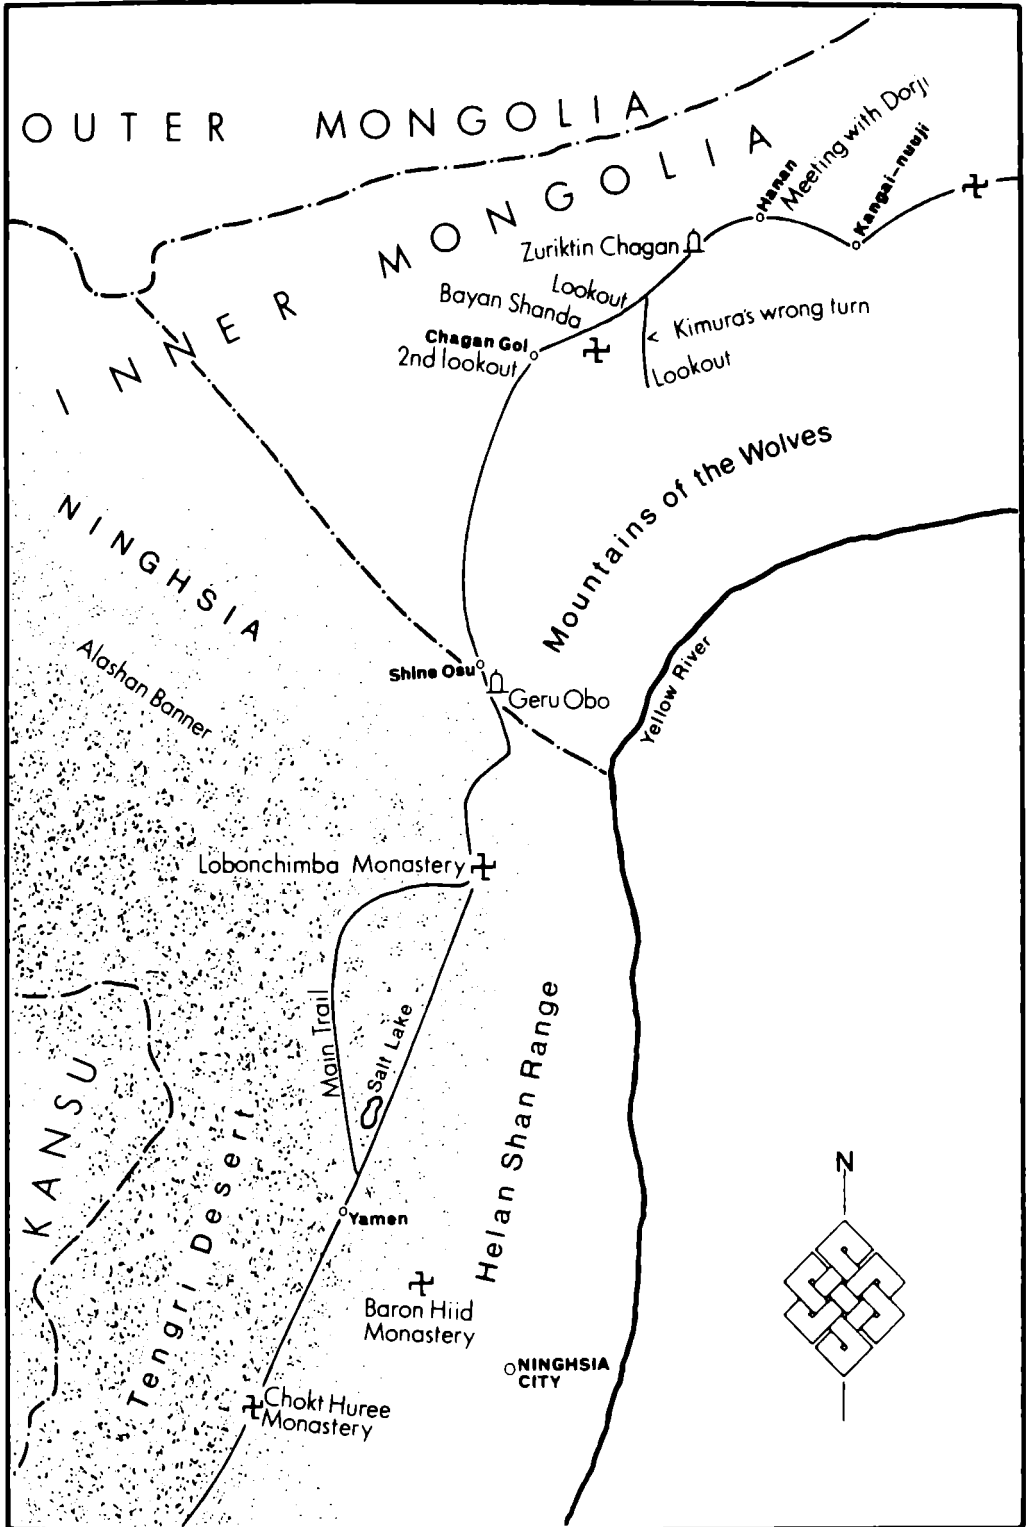 OUTER MONGOLIA
INNER MONGOLIA
Hanan
Meeting with Dorji
Kangai-nuuji
Zuriktin Chagan
Lookout
Bayan Shanda
Kimura's wrong turn
Chagan Gol
2nd lookout
Lookout
Mountains of the Wolves
NINGHSIA
Alashan Banner
Shine Osu
Geru Obo
Yellow River
Lobonchimba Monastery
Main Trail
Salt Lake
KANSU
Tengri Desert
Helan Shan Range
N
Yamen
Baron Hiid
Monastery
NINGHSIA
CITY
Chokt Huree
Monastery